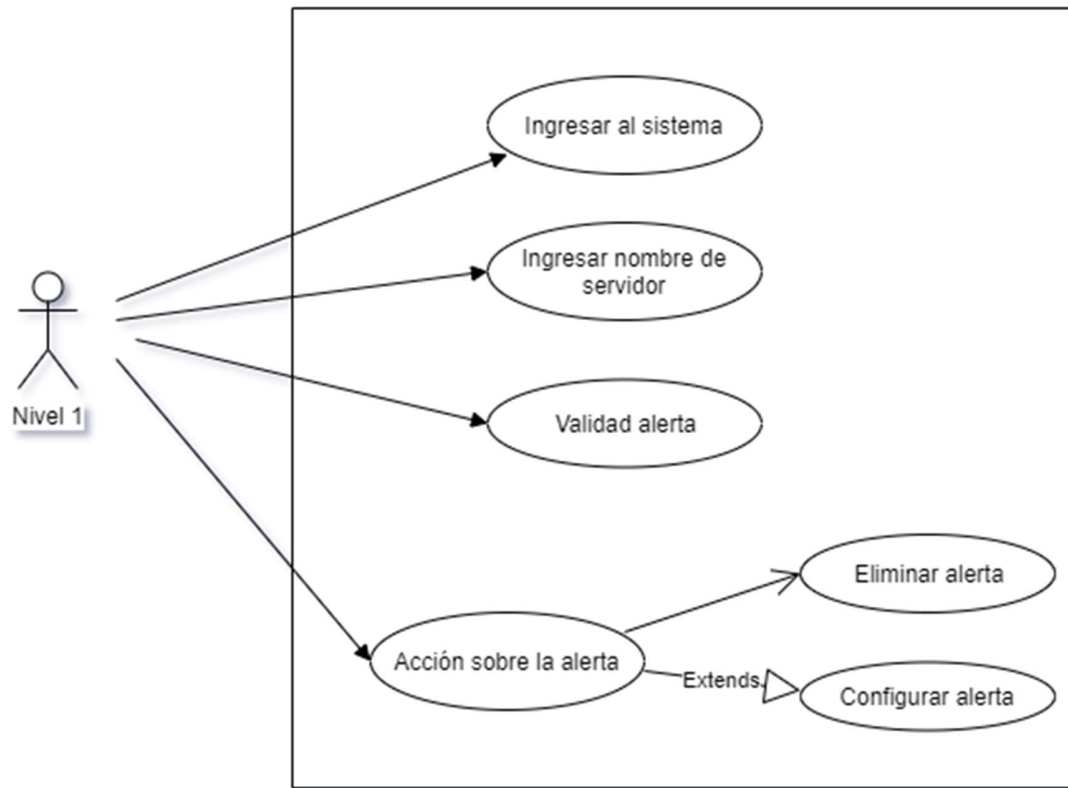 Ingresar al sistema
Ingresar nombre de
servidor
Nivel 1
Validad alerta
Eliminar alerta
Acción sobre la alerta
Extends
Configurar alerta